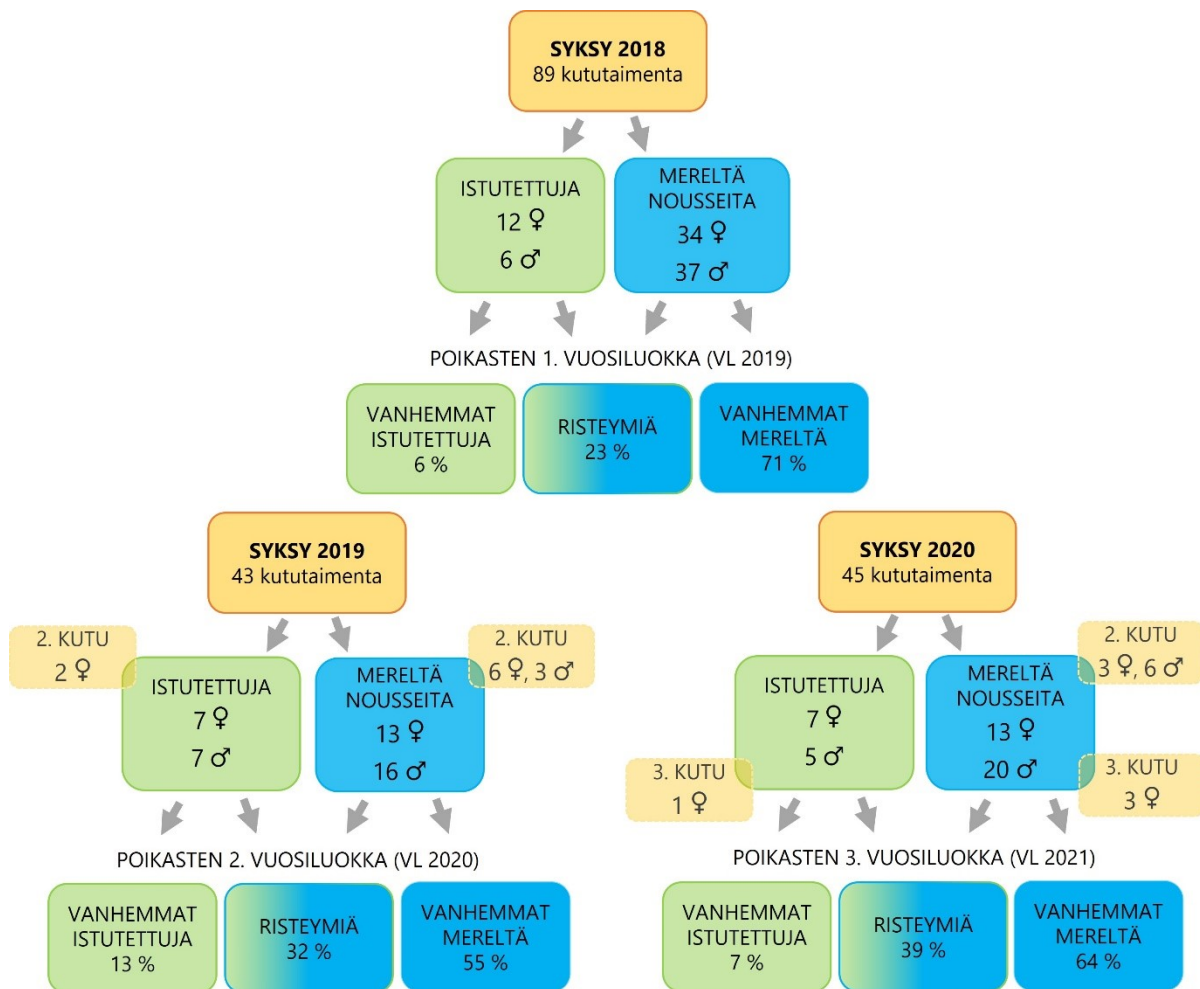 SYKSY 2018
89 kututaimenta
ISTUTETTUJA
12 ♀
6 ♂
MERELTÄ
NOUSSEITA
34 ♀
37 ♂
POIKASTEN 1. VUOSILUOKKA (VL 2019)
VANHEMMAT
ISTUTETTUJA
6 %
RISTEYMIÄ
23 %
VANHEMMAT
MERELTÄ
71 %
SYKSY 2019
43 kututaimenta
2. KUTU
2 ♀
ISTUTETTUJA
7 ♀
7 ♂
MERELTÄ
NOUSSEITA
13 ♀
16 ♂
2. KUTU
6 ♀, 3 ♂
POIKASTEN 2. VUOSILUOKKA (VL 2020)
VANHEMMAT
ISTUTETTUJA
13 %
RISTEYMIÄ
32 %
VANHEMMAT
MERELTÄ
55 %
SYKSY 2020
45 kututaimenta
ISTUTETTUJA
7 ♀
5 ♂
3. KUTU
1 ♀
MERELTÄ
NOUSSEITA
13 ♀
20 ♂
2. KUTU
3 ♀, 6 ♂
3. KUTU
3 ♀
POIKASTEN 3. VUOSILUOKKA (VL 2021)
VANHEMMAT
ISTUTETTUJA
7 %
RISTEYMIÄ
39 %
VANHEMMAT
MERELTÄ
64 %